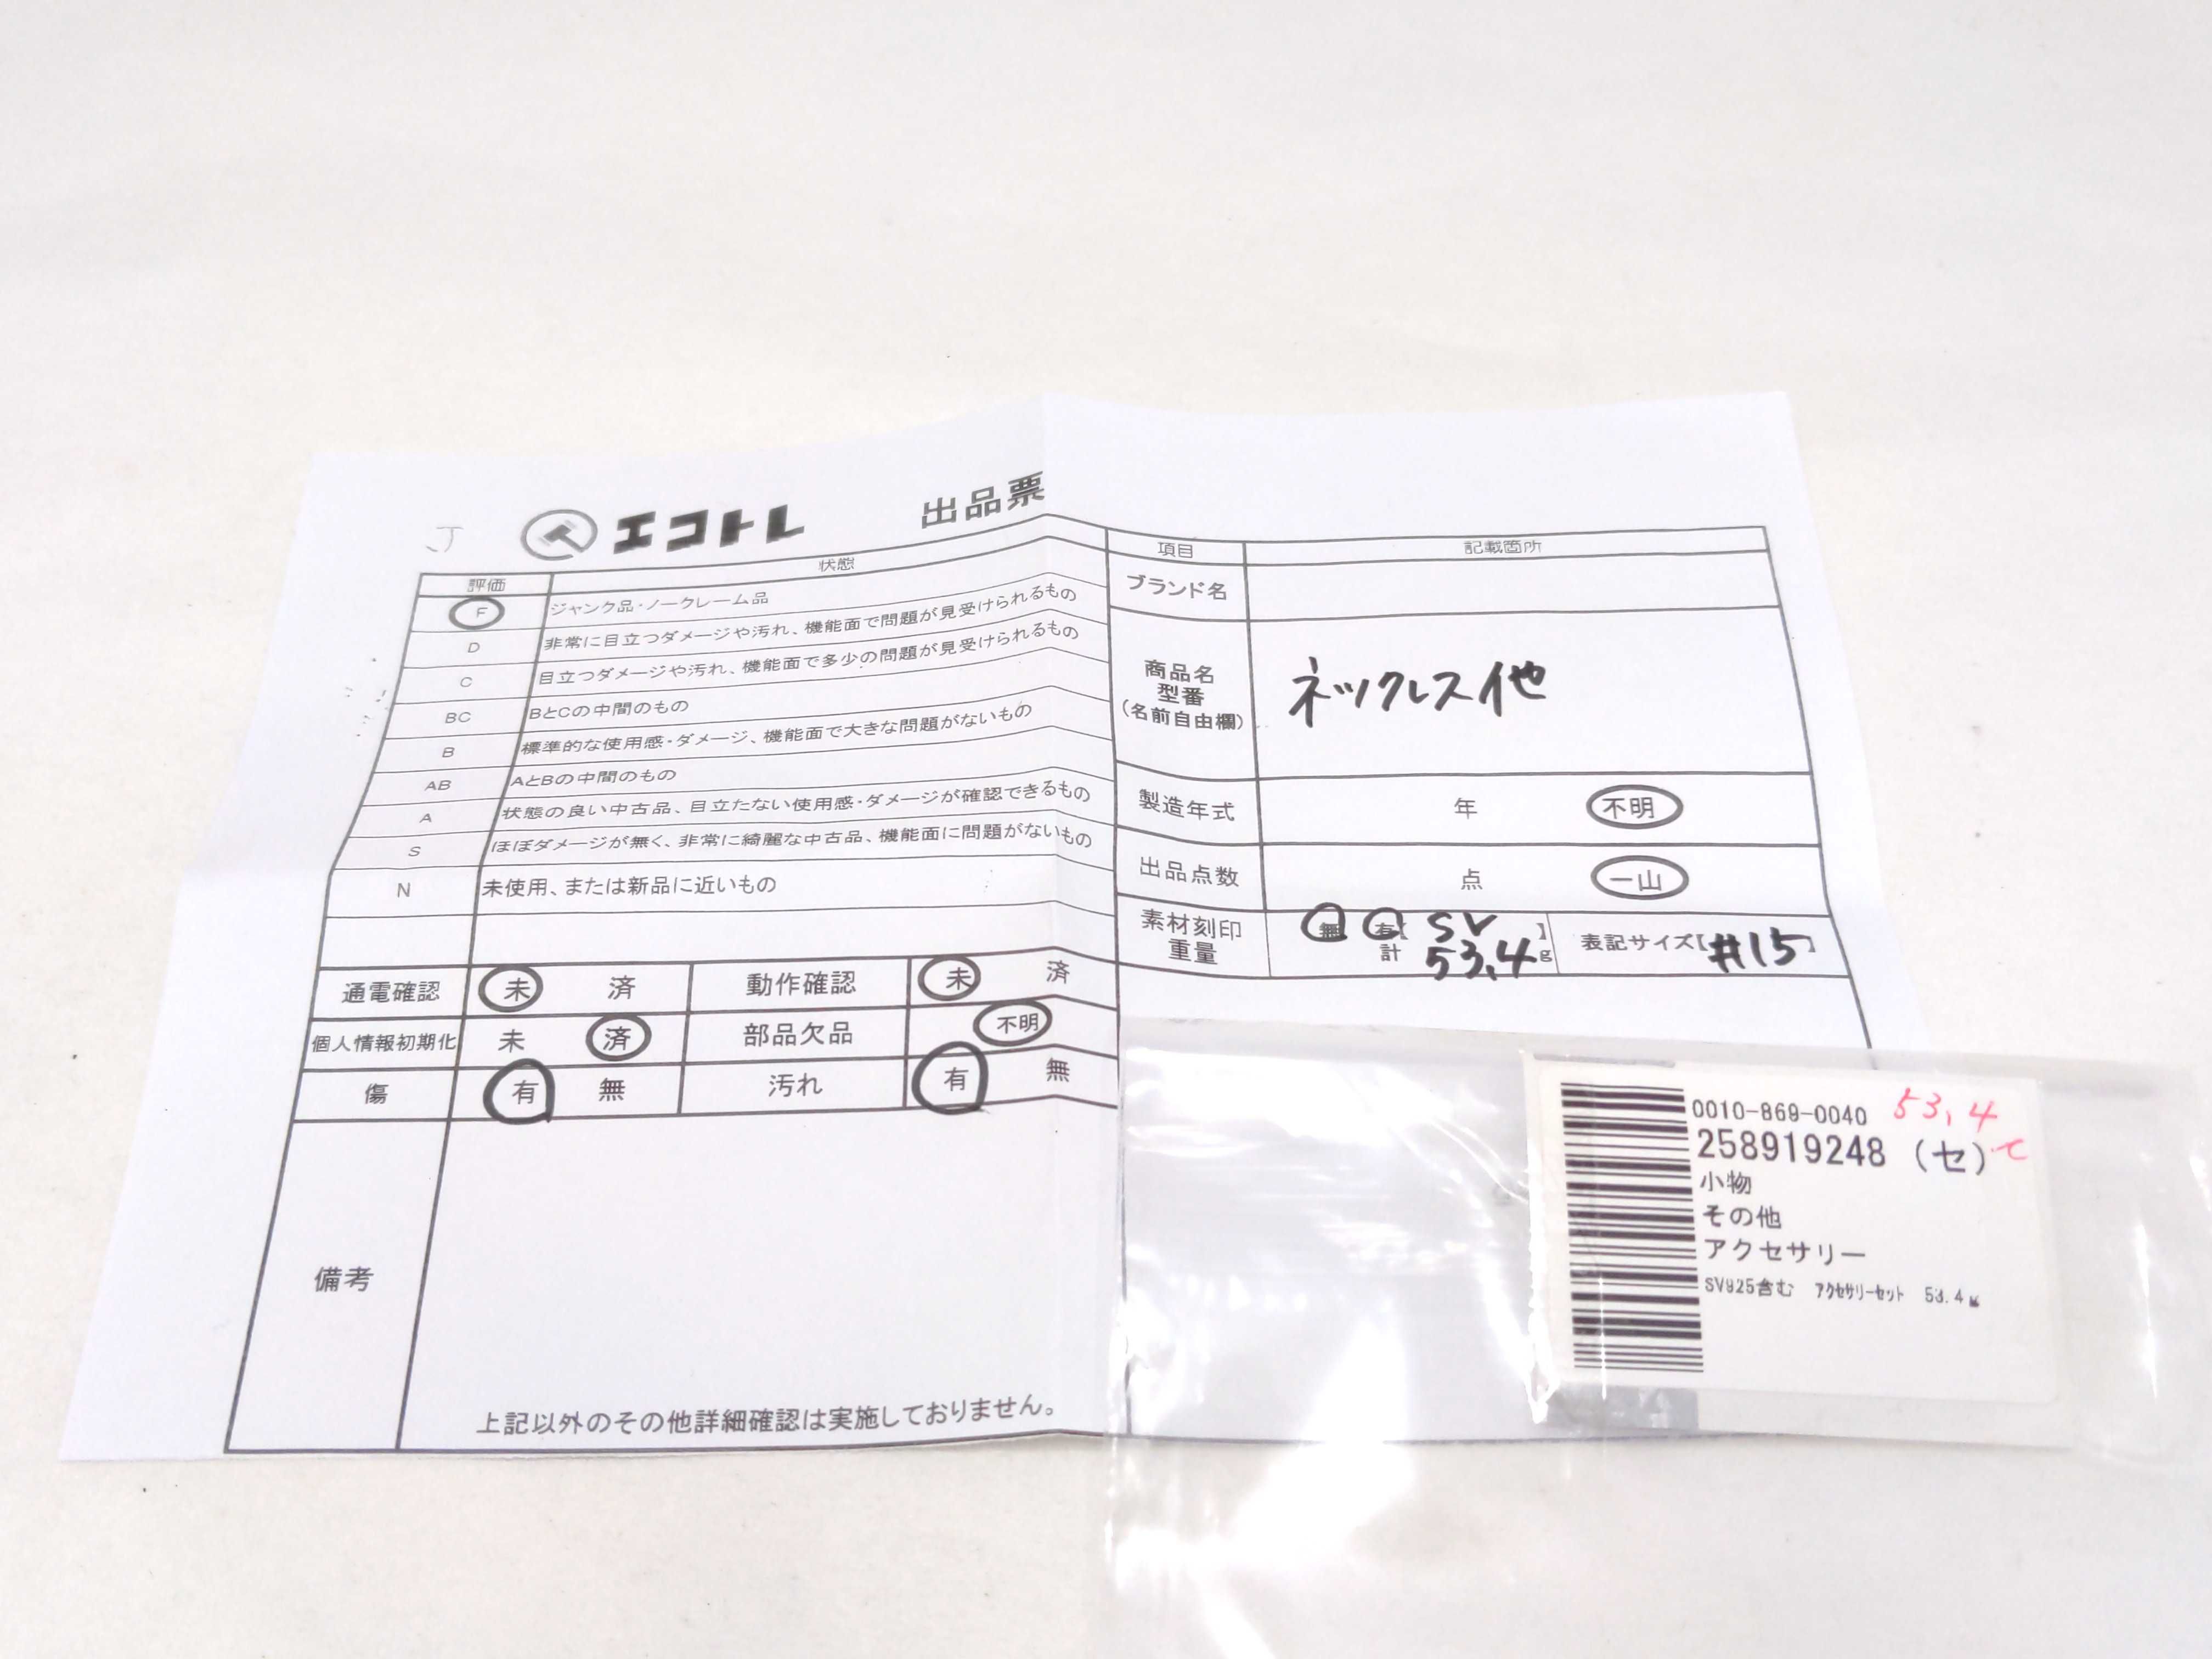 J
エコトレ 出品票
評価 状態
F ジャンク品・ノークレーム品
D 非常に目立つダメージや汚れ、機能面で問題が見受けられるもの
C 目立つダメージや汚れ、機能面で多少の問題が見受けられるもの
BC BとCの中間のもの
B 標準的な使用感・ダメージ、機能面で大きな問題がないもの
AB AとBの中間のもの
A 状態の良い中古品、目立たない使用感・ダメージが確認できるもの
S ほぼダメージが無く、非常に綺麗な中古品、機能面に問題がないもの
N 未使用、または新品に近いもの
通電確認 未 済 動作確認 未 済
個人情報初期化 未 済 部品欠品 不明
傷 有 無 汚れ 有 無
備考
上記以外のその他詳細確認は実施しておりません。
項目 記載箇所
ブランド名
商品名
型番
(名前自由欄)
ネックレス他
製造年式 年 不明
出品点数 点 一山
素材刻印 無 有【 SV 】
重量 計 53.4 g
表記サイズ【#15】
0010-869-0040 53.4
258919248 (セ)
小物
その他
アクセサリー
SV925含む アクセサリーセット 53.4